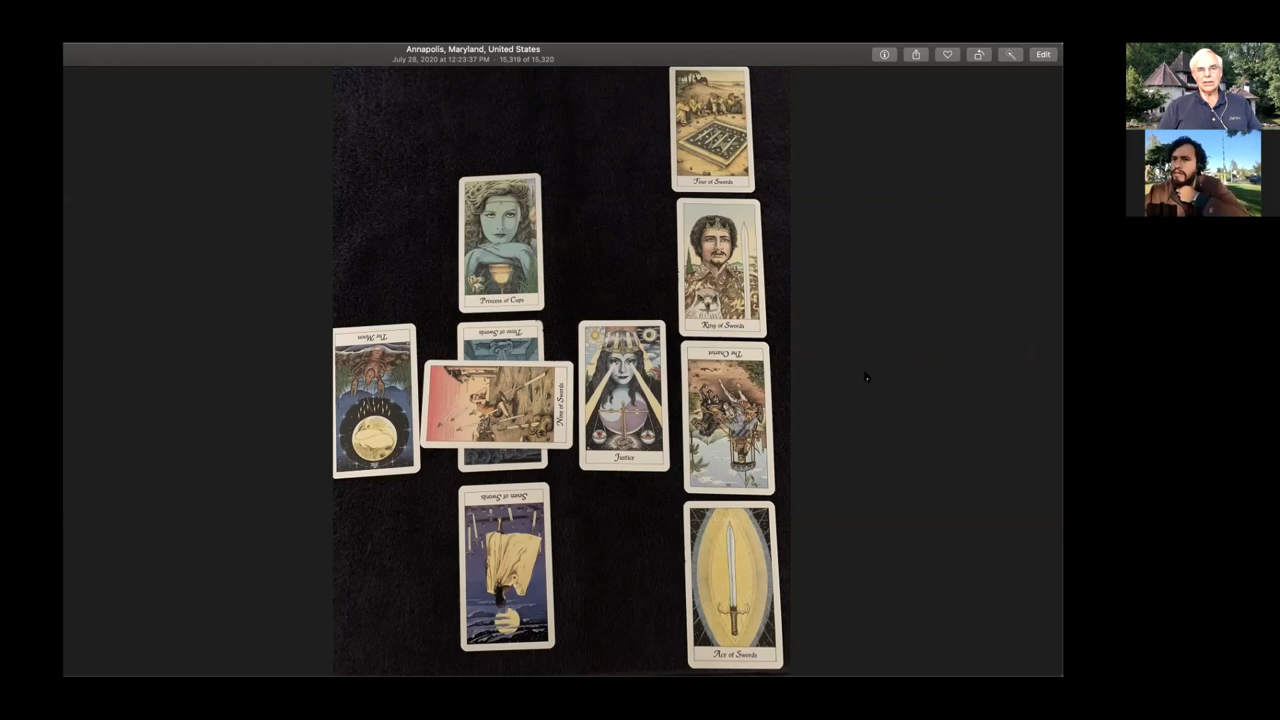 Annapolis, Maryland, United States
July 28, 2020 at 12:23:37 PM · 15,319 of 15,320
Edit
Four of Swords
Princess of Cups
King of Swords
The Moon
Three of Swords
Nine of Swords
Justice
The Chariot
Seven of Swords
Ace of Swords